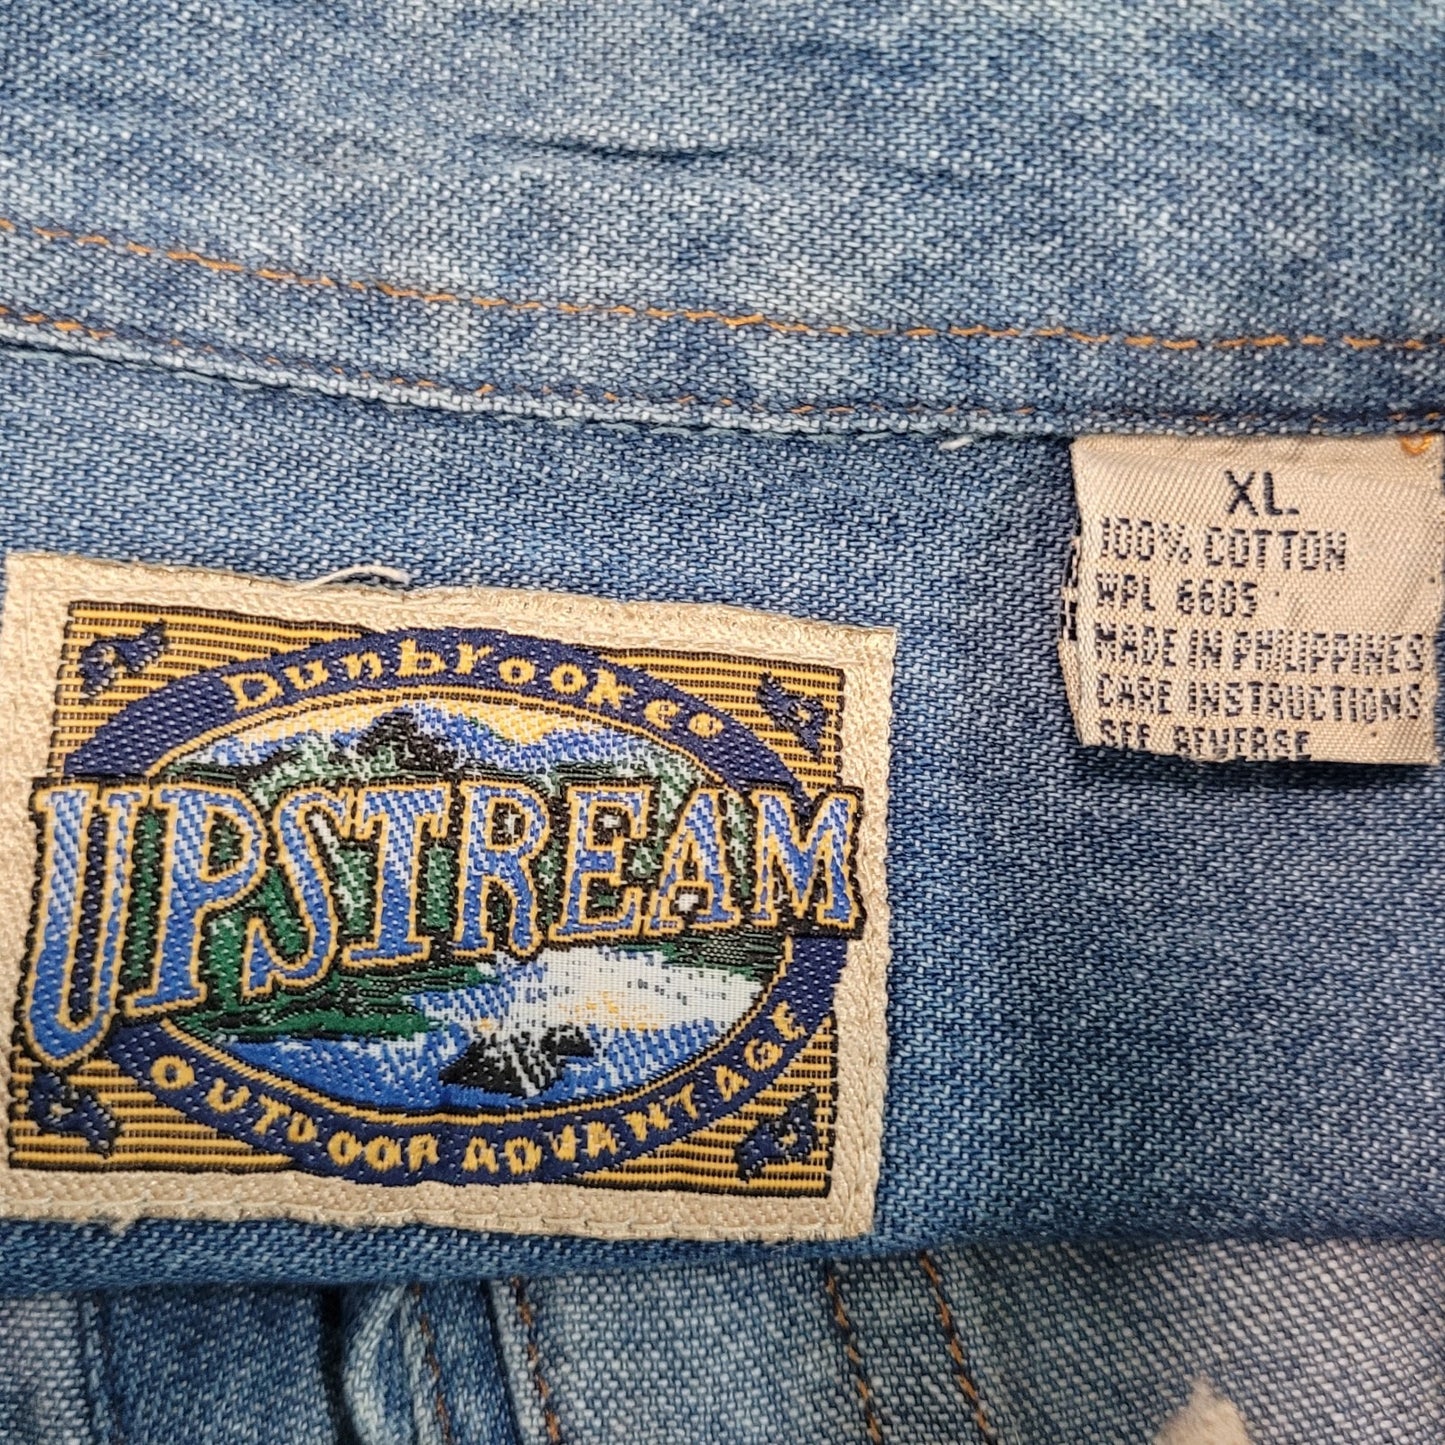 Dunbrooke
UPSTREAM
OUTDOOR ADVANTAGE
XL
100% COTTON
WPL 6605
MADE IN PHILIPPINES
CARE INSTRUCTIONS
SEE REVERSE